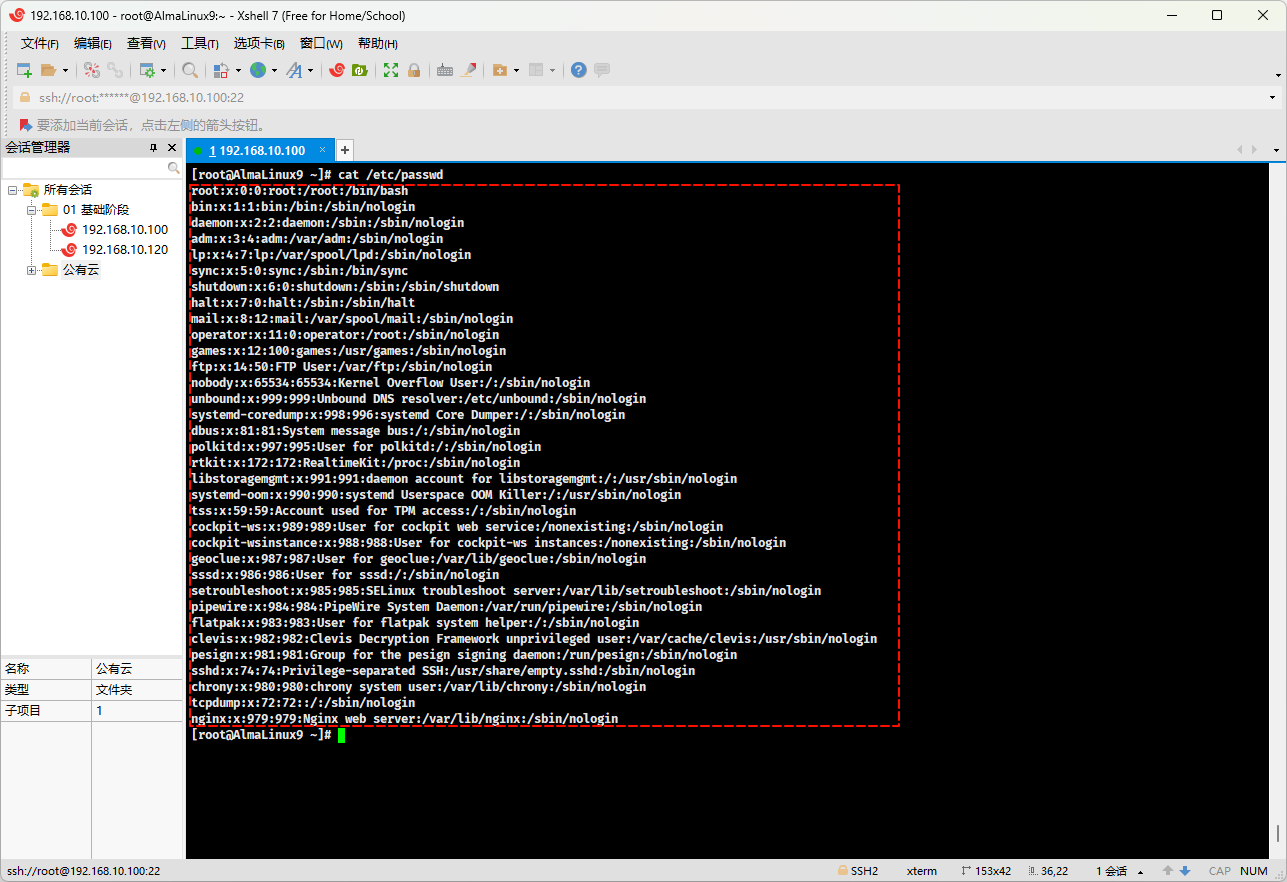 192.168.10.100 - root@AlmaLinux9:~ - Xshell 7 (Free for Home/School)
文件(F) 编辑(E) 查看(V) 工具(T) 选项卡(B) 窗口(W) 帮助(H)
ssh://root:******@192.168.10.100:22
要添加当前会话，点击左侧的箭头按钮。
会话管理器
1 192.168.10.100
所有会话
01 基础阶段
192.168.10.100
192.168.10.120
公有云
名称 公有云
类型 文件夹
子项目 1
[root@AlmaLinux9 ~]# cat /etc/passwd
root:x:0:0:root:/root:/bin/bash
bin:x:1:1:bin:/bin:/sbin/nologin
daemon:x:2:2:daemon:/sbin:/sbin/nologin
adm:x:3:4:adm:/var/adm:/sbin/nologin
lp:x:4:7:lp:/var/spool/lpd:/sbin/nologin
sync:x:5:0:sync:/sbin:/bin/sync
shutdown:x:6:0:shutdown:/sbin:/sbin/shutdown
halt:x:7:0:halt:/sbin:/sbin/halt
mail:x:8:12:mail:/var/spool/mail:/sbin/nologin
operator:x:11:0:operator:/root:/sbin/nologin
games:x:12:100:games:/usr/games:/sbin/nologin
ftp:x:14:50:FTP User:/var/ftp:/sbin/nologin
nobody:x:65534:65534:Kernel Overflow User:/:/sbin/nologin
unbound:x:999:999:Unbound DNS resolver:/etc/unbound:/sbin/nologin
systemd-coredump:x:998:996:systemd Core Dumper:/:/sbin/nologin
dbus:x:81:81:System message bus:/:/sbin/nologin
polkitd:x:997:995:User for polkitd:/:/sbin/nologin
rtkit:x:172:172:RealtimeKit:/proc:/sbin/nologin
libstoragemgmt:x:991:991:daemon account for libstoragemgmt:/:/usr/sbin/nologin
systemd-oom:x:990:990:systemd Userspace OOM Killer:/:/usr/sbin/nologin
tss:x:59:59:Account used for TPM access:/:/sbin/nologin
cockpit-ws:x:989:989:User for cockpit web service:/nonexisting:/sbin/nologin
cockpit-wsinstance:x:988:988:User for cockpit-ws instances:/nonexisting:/sbin/nologin
geoclue:x:987:987:User for geoclue:/var/lib/geoclue:/sbin/nologin
sssd:x:986:986:User for sssd:/:/sbin/nologin
setroubleshoot:x:985:985:SELinux troubleshoot server:/var/lib/setroubleshoot:/sbin/nologin
pipewire:x:984:984:PipeWire System Daemon:/var/run/pipewire:/sbin/nologin
flatpak:x:983:983:User for flatpak system helper:/:/sbin/nologin
clevis:x:982:982:Clevis Decryption Framework unprivileged user:/var/cache/clevis:/usr/sbin/nologin
pesign:x:981:981:Group for the pesign signing daemon:/run/pesign:/sbin/nologin
sshd:x:74:74:Privilege-separated SSH:/usr/share/empty.sshd:/sbin/nologin
chrony:x:980:980:chrony system user:/var/lib/chrony:/sbin/nologin
tcpdump:x:72:72::/:/sbin/nologin
nginx:x:979:979:Nginx web server:/var/lib/nginx:/sbin/nologin
[root@AlmaLinux9 ~]#
ssh://root@192.168.10.100:22 SSH2 xterm 153x42 36,22 1 会话 CAP NUM